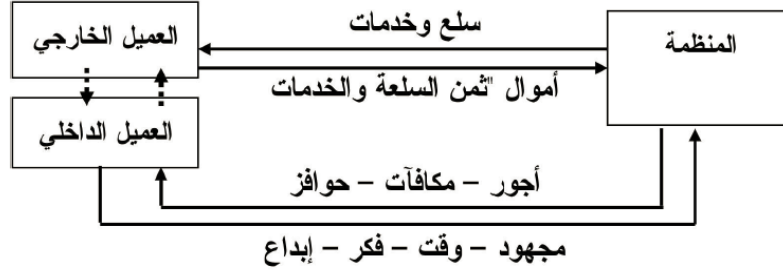 المنظمة
سلع وخدمات
العميل الخارجي
أموال "ثمن السلعة والخدمات
العميل الداخلي
أجور – مكافآت – حوافز
مجهود – وقت – فكر – إبداع